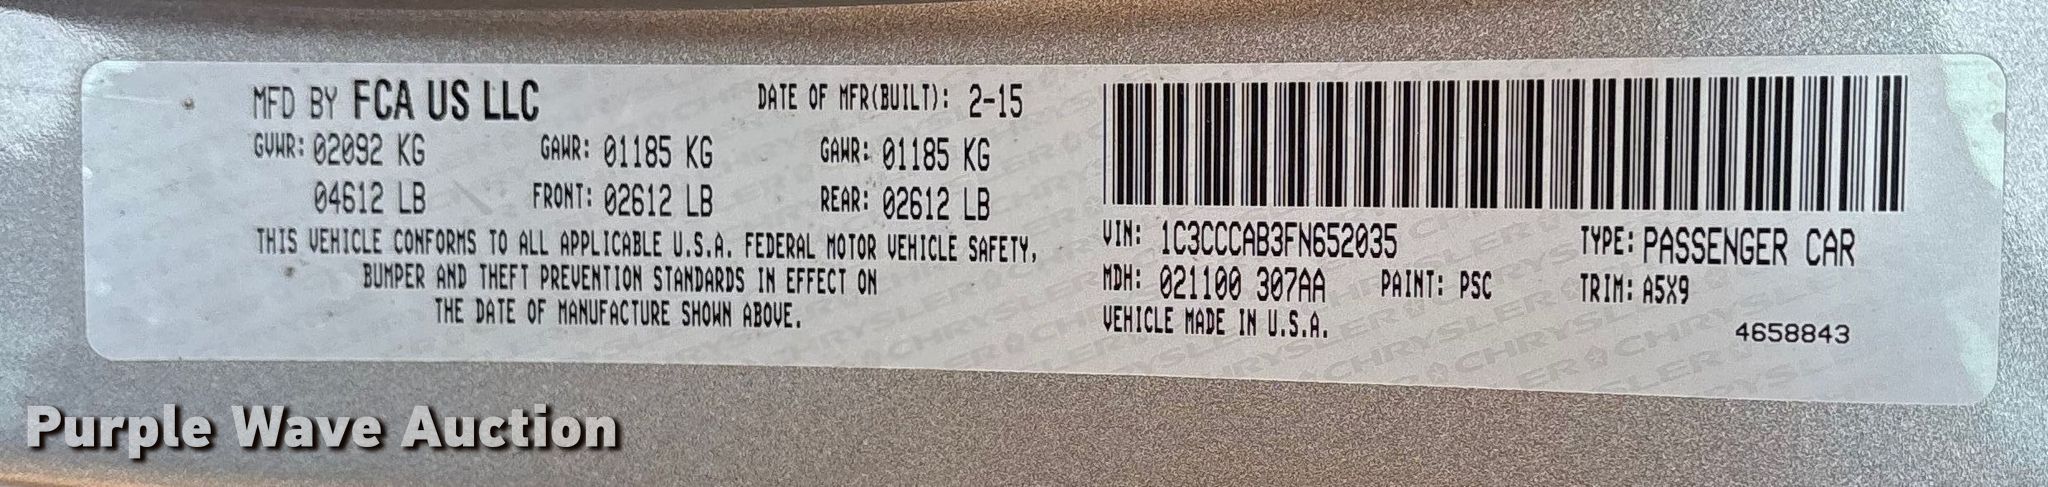 MFD BY FCA US LLC DATE OF MFR(BUILT): 2-15
GVWR: 02092 KG GAWR: 01185 KG GAWR: 01185 KG
04612 LB FRONT: 02612 LB REAR: 02612 LB
THIS VEHICLE CONFORMS TO ALL APPLICABLE U.S.A. FEDERAL MOTOR VEHICLE SAFETY,
BUMPER AND THEFT PREVENTION STANDARDS IN EFFECT ON
THE DATE OF MANUFACTURE SHOWN ABOVE.
VIN: 1C3CCCAB3FN652035 TYPE: PASSENGER CAR
MDH: 021100 307AA PAINT: PSC TRIM: A5X9
VEHICLE MADE IN U.S.A.
4658843
CHRYSLER CHRYSLER CHRYSLER
Purple Wave Auction